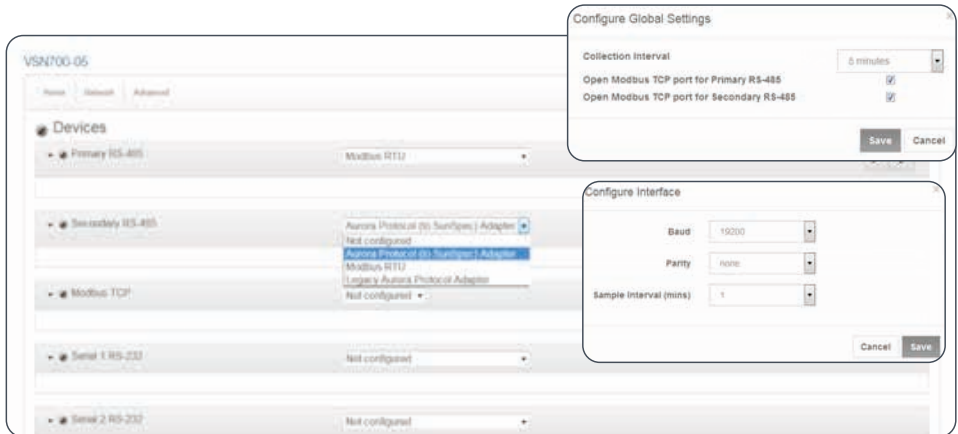 VSN700-05
Home Network Advanced
Devices
Primary RS-485 Modbus RTU
Secondary RS-485 Aurora Protocol (to SunSpec) Adapter
Not configured
Aurora Protocol (to SunSpec) Adapter
Modbus RTU
Legacy Aurora Protocol Adapter
Modbus TCP Not configured
Serial 1 RS-232 Not configured
Serial 2 RS-232 Not configured
Configure Global Settings ×
Collection Interval 5 minutes
Open Modbus TCP port for Primary RS-485
Open Modbus TCP port for Secondary RS-485
Save Cancel
Configure Interface ×
Baud 19200
Parity none
Sample Interval (mins) 1
Cancel Save